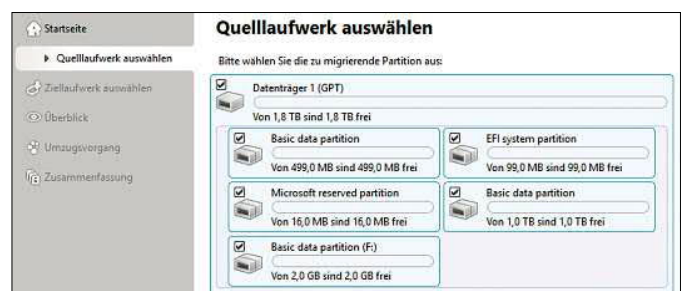 Startseite
Quelllaufwerk auswählen
Ziellaufwerk auswählen
Überblick
Umzugsvorgang
Zusammenfassung
Quelllaufwerk auswählen
Bitte wählen Sie die zu migrierende Partition aus:
Datenträger 1 (GPT)
Von 1,8 TB sind 1,8 TB frei
Basic data partition
Von 499,0 MB sind 499,0 MB frei
EFI system partition
Von 99,0 MB sind 99,0 MB frei
Microsoft reserved partition
Von 16,0 MB sind 16,0 MB frei
Basic data partition
Von 1,0 TB sind 1,0 TB frei
Basic data partition (F:)
Von 2,0 GB sind 2,0 GB frei